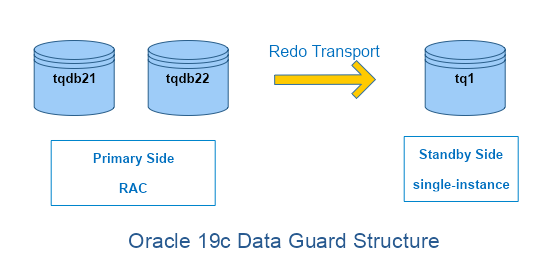 Redo Transport
tqdb21
tqdb22
tq1
Primary Side
RAC
Standby Side
single-instance
Oracle 19c Data Guard Structure